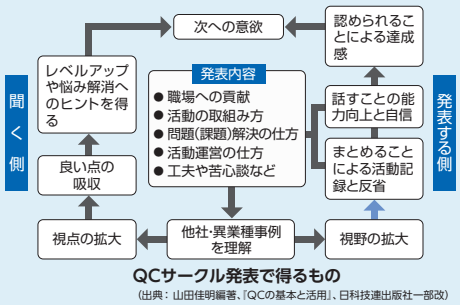 次への意欲
認められるこ
とによる達成
感
聞く側
レベルアップ
や悩み解消へ
のヒントを得
る
発表内容
● 職場への貢献
● 活動の取組み方
● 問題(課題)解決の仕方
● 活動運営の仕方
● 工夫や苦心談など
話すことの能
力向上と自信
発表する側
まとめること
による活動記
録と反省
良い点の
吸収
視点の拡大
他社・異業種事例
を理解
視野の拡大
QCサークル発表で得るもの
(出典：山田佳明編著、『QCの基本と活用』、日科技連出版社一部改)